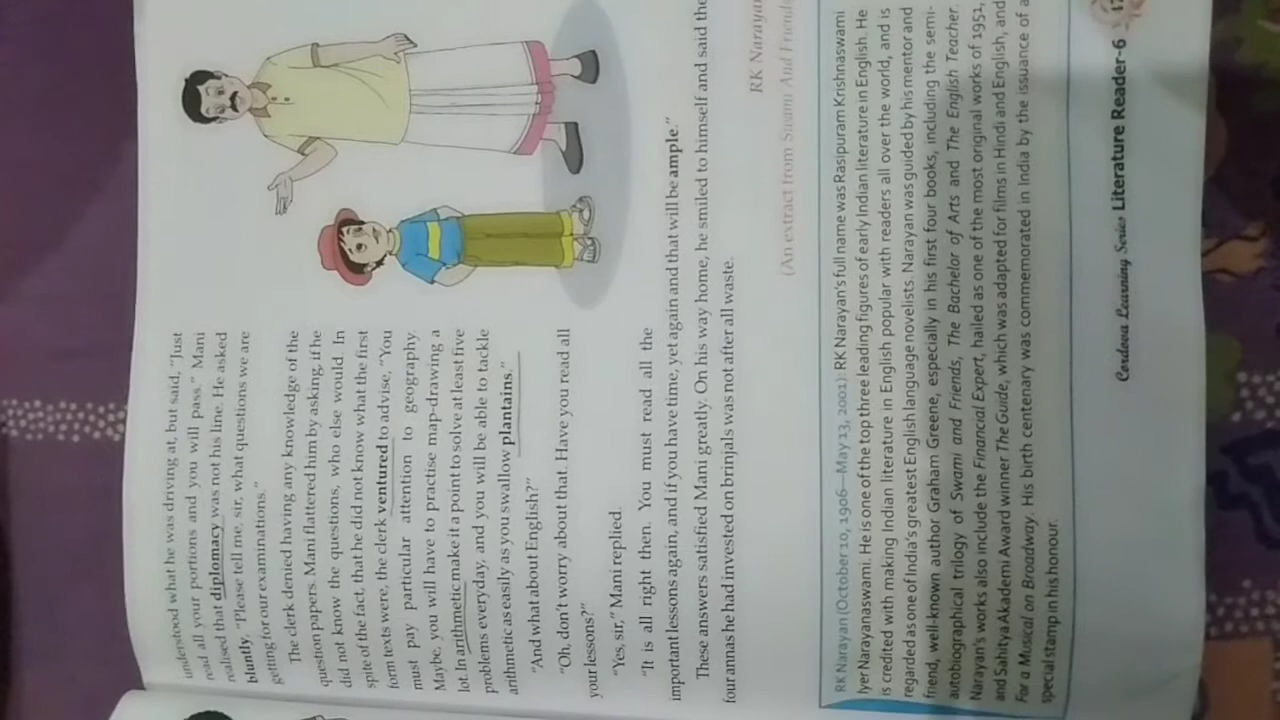 understood what he was driving at, but said, "Just
read all your portions and you will pass." Mani
realised that diplomacy was not his line. He asked
bluntly, "Please tell me, sir, what questions we are
getting for our examinations."
The clerk denied having any knowledge of the
question papers. Mani flattered him by asking, if he
did not know the questions, who else would. In
spite of the fact, that he did not know what the first
form texts were, the clerk ventured to advise, "You
must pay particular attention to geography.
Maybe, you will have to practise map-drawing a
lot. In arithmetic make it a point to solve at least five
problems everyday, and you will be able to tackle
arithmetic as easily as you swallow plantains."
"And what about English?"
"Oh, don't worry about that. Have you read all
your lessons?"
"Yes, sir," Mani replied.
"It is all right then. You must read all the
important lessons again, and if you have time, yet again and that will be ample."
These answers satisfied Mani greatly. On his way home, he smiled to himself and said the
four annas he had invested on brinjals was not after all waste.
RK Narayan
(An extract from Swami And Friends
RK Narayan (October 10, 1906—May 13, 2001): RK Narayan's full name was Rasipuram Krishnaswami
Iyer Narayanaswami. He is one of the top three leading figures of early Indian literature in English. He
is credited with making Indian literature in English popular with readers all over the world, and is
regarded as one of India's greatest English language novelists. Narayan was guided by his mentor and
friend, well-known author Graham Greene, especially in his first four books, including the semi-
autobiographical trilogy of Swami and Friends, The Bachelor of Arts and The English Teacher.
Narayan's works also include the Financial Expert, hailed as one of the most original works of 1951,
and Sahitya Akademi Award winner The Guide, which was adapted for films in Hindi and English, and
For a Musical on Broadway. His birth centenary was commemorated in India by the issuance of a
special stamp in his honour.
Cordova Learning Series Literature Reader-6